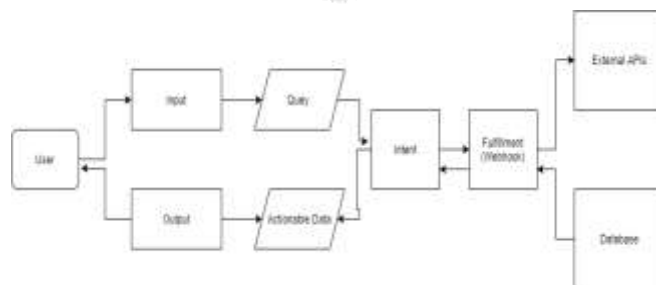 User
Input
Query
Output
Actionable Data
Intent
Fulfillment
(Webhook)
External APIs
Database